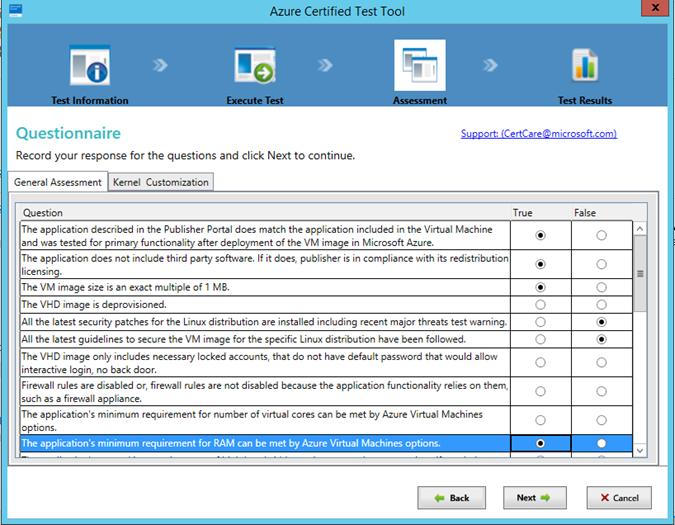 Azure Certified Test Tool
x
Test Information
Execute Test
Assessment
Test Results
Questionnaire
Support: (CertCare@microsoft.com)
Record your response for the questions and click Next to continue.
General Assessment
Kernel Customization
Question
True
False
The application described in the Publisher Portal does match the application included in the Virtual Machine
and was tested for primary functionality after deployment of the VM image in Microsoft Azure.
The application does not include third party software. If it does, publisher is in compliance with its redistribution
licensing.
The VM image size is an exact multiple of 1 MB.
The VHD image is deprovisioned.
All the latest security patches for the Linux distribution are installed including recent major threats test warning.
All the latest guidelines to secure the VM image for the specific Linux distribution have been followed.
The VHD image only includes necessary locked accounts, that do not have default password that would allow
interactive login, no back door.
Firewall rules are disabled or, firewall rules are not disabled because the application functionality relies on them,
such as a firewall appliance.
The application's minimum requirement for number of virtual cores can be met by Azure Virtual Machines
options.
The application's minimum requirement for RAM can be met by Azure Virtual Machines options.
Back
Next
Cancel